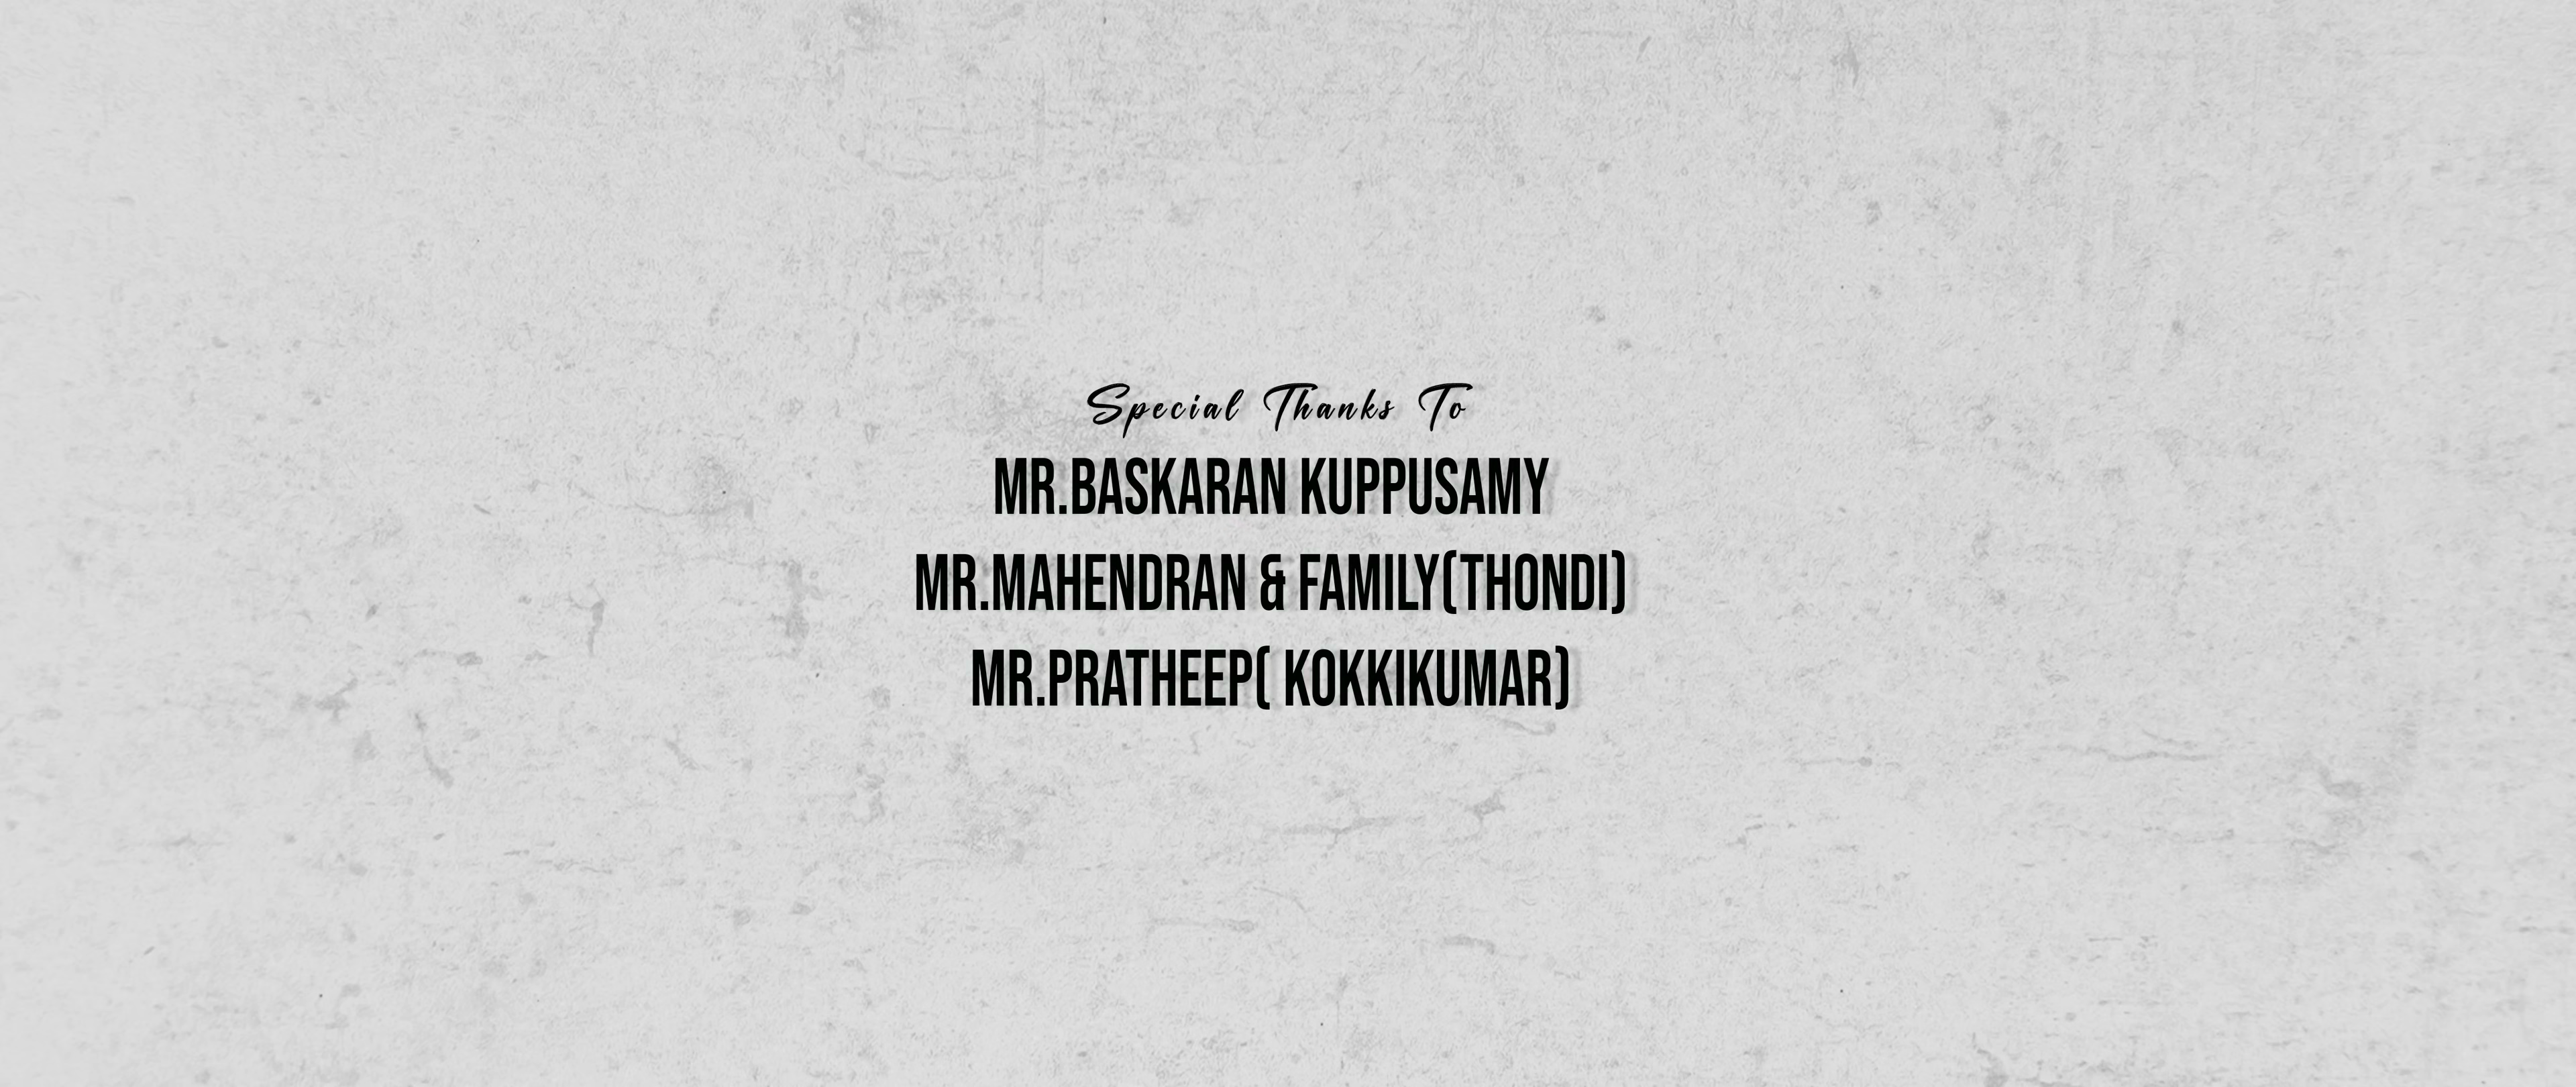 Special Thanks To
MR.BASKARAN KUPPUSAMY
MR.MAHENDRAN & FAMILY(THONDI)
MR.PRATHEEP( KOKKIKUMAR)